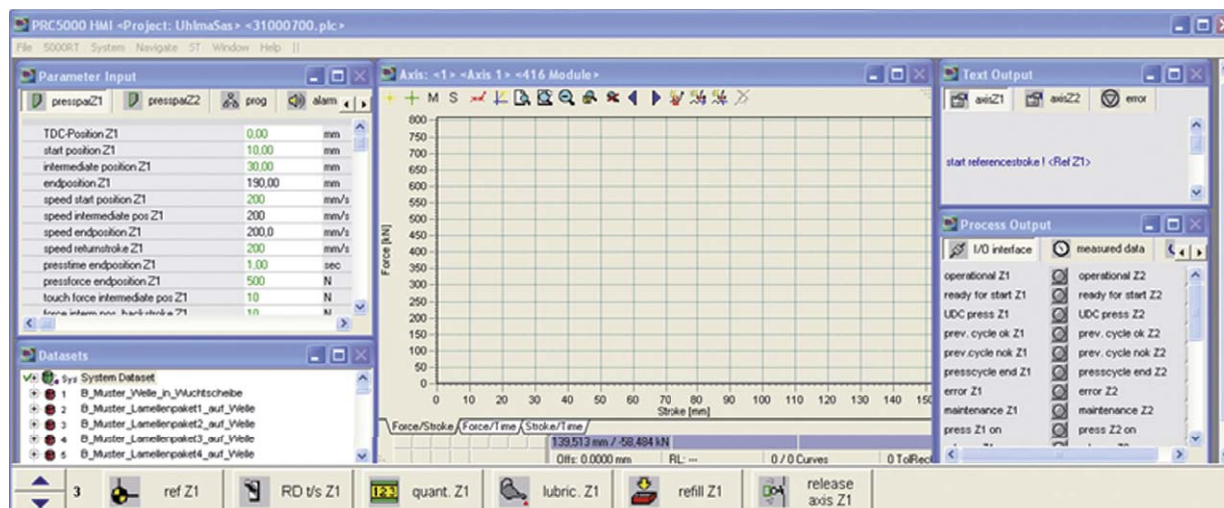 PRC5000 HMI <Project: UhlmaSas> <31000700.plc>
File 5000RT System Navigate ST Window Help ||
Parameter Input
presspaiZ1 presspaiZ2 prog alarm
TDC-Position Z1 0,00 mm
start position Z1 10,00 mm
intermediate position Z1 30,00 mm
endposition Z1 190,00 mm
speed start position Z1 200 mm/s
speed intermediate pos Z1 200 mm/s
speed endposition Z1 200,0 mm/s
speed returnstroke Z1 200 mm/s
presstime endposition Z1 1,00 sec
pressforce endposition Z1 500 N
touch force intermediate pos Z1 10 N
force interm pos. backstroke Z1 10 N
Datasets
Sys System Dataset
1 B_Muster_Welle_in_Wuchtscheibe
2 B_Muster_Lamellenpaket1_auf_Welle
3 B_Muster_Lamellenpaket2_auf_Welle
4 B_Muster_Lamellenpaket3_auf_Welle
5 B_Muster_Lamellenpaket4_auf_Welle
Axis: <1> <Axis 1> <416 Module>
M S
800
750
700
650
600
550
500
450
400
350
300
250
200
150
100
50
0
Force [kN]
0 10 20 30 40 50 60 70 80 90 100 110 120 130 140 150
Stroke [mm]
Force/Stroke Force/Time Stroke/Time
139,513 mm / -58,484 kN
Offs: 0.0000 mm RL: --- 0 / 0 Curves 0 TolRec
Text Output
axisZ1 axisZ2 error
start referencestroke ! <Ref Z1>
Process Output
I/O interface measured data
operational Z1 operational Z2
ready for start Z1 ready for start Z2
UDC press Z1 UDC press Z2
prev. cycle ok Z1 prev. cycle ok Z2
prev.cycle nok Z1 prev. cycle nok Z2
presscycle end Z1 presscycle end Z2
error Z1 error Z2
maintenance Z1 maintenance Z2
press Z1 on press Z2 on
3 ref Z1 RD t/s Z1 123 quant. Z1 lubric. Z1 refill Z1 release
axis Z1